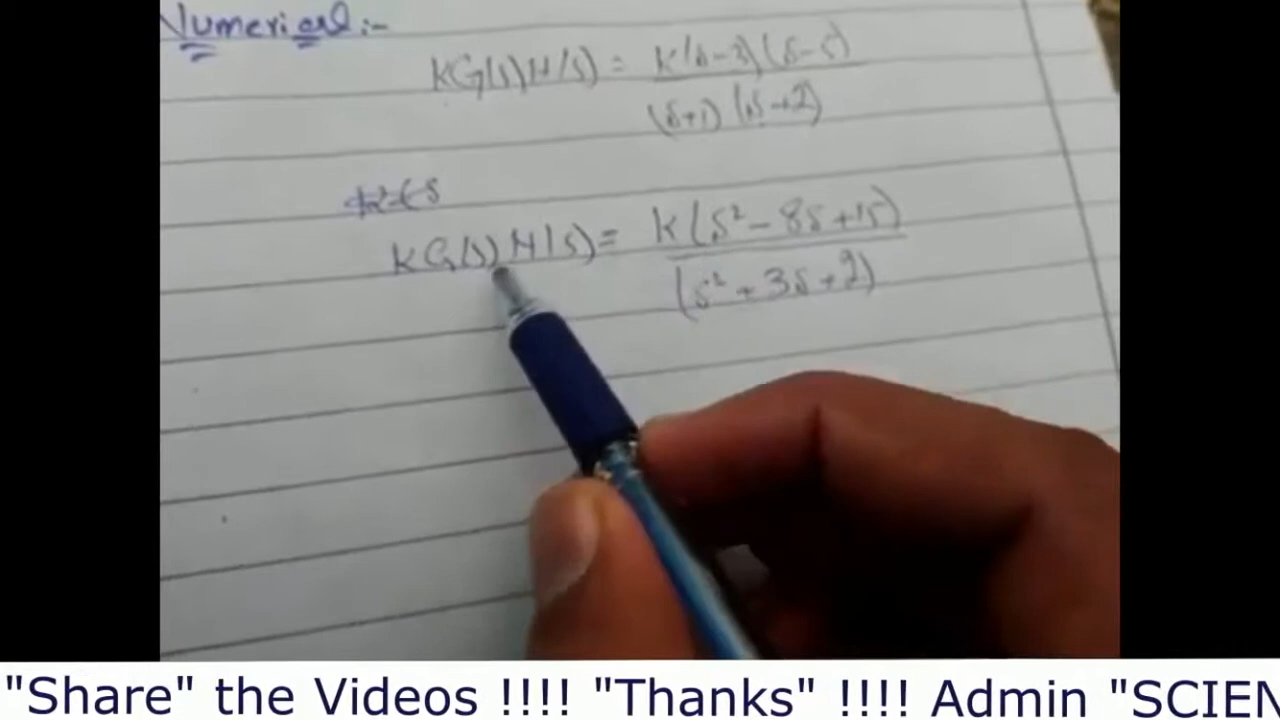 Numerical:-
KG(s)H(s) = K(s-3)(s-5)
(s+1)(s+2)
KG(s)H(s) = K(s²-8s+15)
(s²+3s+2)
"Share" the Videos !!!! "Thanks" !!!! Admin "SCIEN